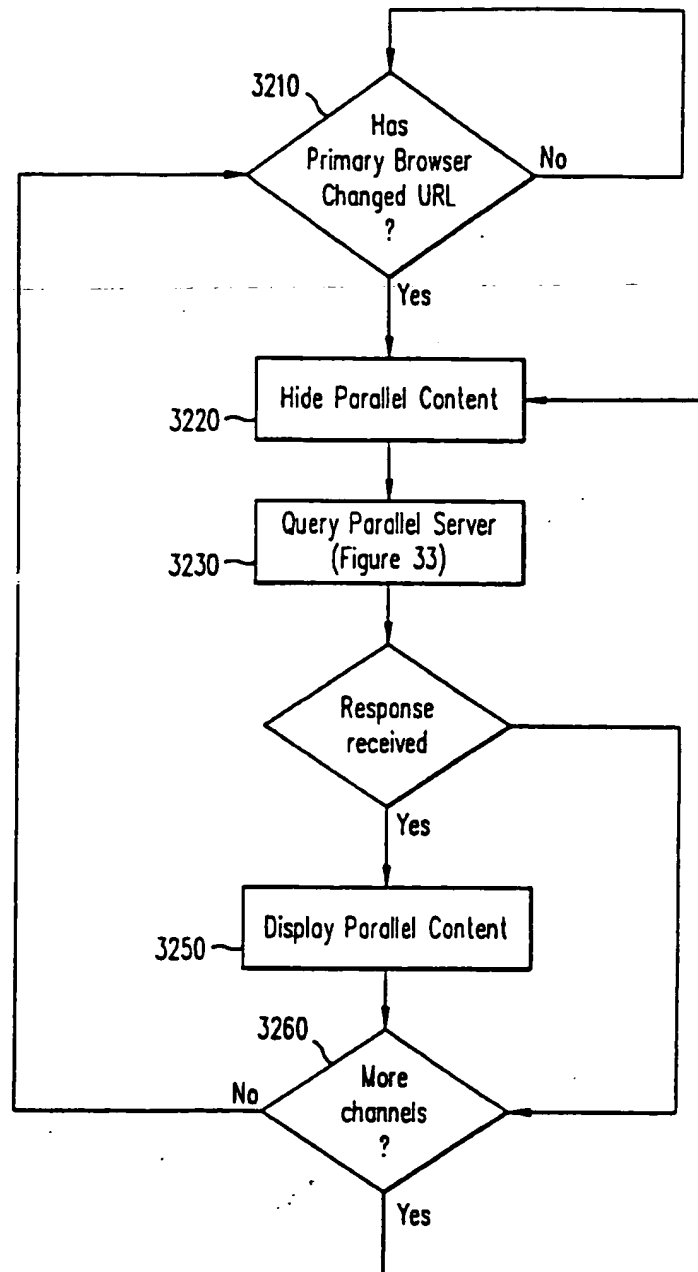 3210
Has
Primary Browser
Changed URL
?
No
Yes
Hide Parallel Content
3220
Query Parallel Server
(Figure 33)
3230
Response
received
Yes
Display Parallel Content
3250
3260
More
channels
?
No
Yes